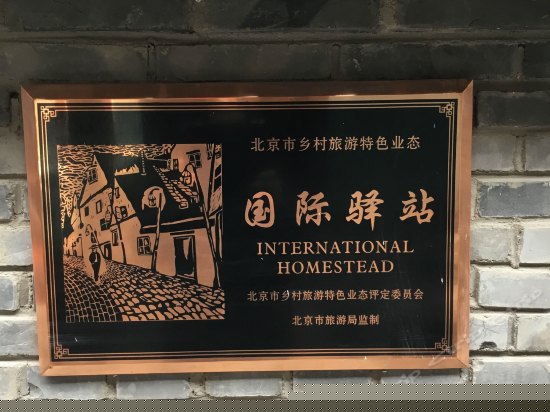 北京市乡村旅游特色业态
国际驿站
INTERNATIONAL
HOMESTEAD
北京市乡村旅游特色业态评定委员会
北京市旅游局监制